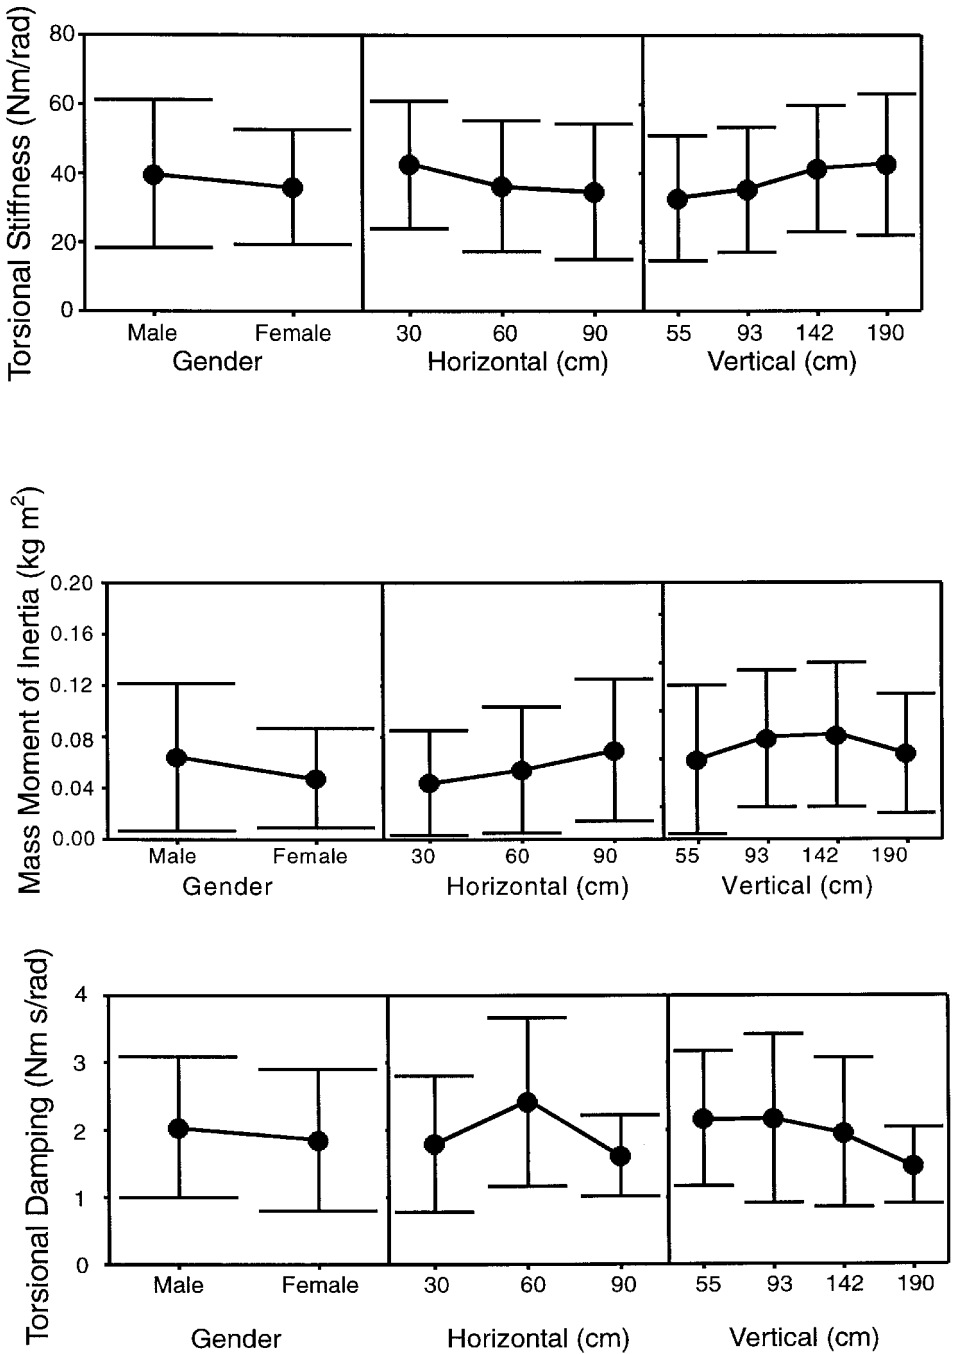 Torsional Stiffness (Nm/rad)
80
60
40
20
0
Male Female 30 60 90 55 93 142 190
Gender Horizontal (cm) Vertical (cm)
Mass Moment of Inertia (kg m²)
0.20
0.16
0.12
0.08
0.04
0.00
Male Female 30 60 90 55 93 142 190
Gender Horizontal (cm) Vertical (cm)
Torsional Damping (Nm s/rad)
4
3
2
1
0
Male Female 30 60 90 55 93 142 190
Gender Horizontal (cm) Vertical (cm)